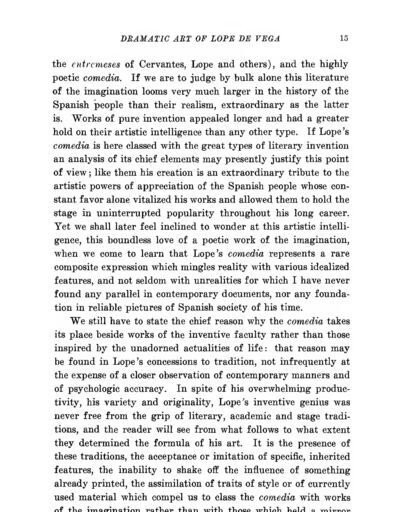 DRAMATIC ART OF LOPE DE VEGA 15
the entremeses of Cervantes, Lope and others), and the highly
poetic comedia. If we are to judge by bulk alone this literature
of the imagination looms very much larger in the history of the
Spanish people than their realism, extraordinary as the latter
is. Works of pure invention appealed longer and had a greater
hold on their artistic intelligence than any other type. If Lope's
comedia is here classed with the great types of literary invention
an analysis of its chief elements may presently justify this point
of view; like them his creation is an extraordinary tribute to the
artistic powers of appreciation of the Spanish people whose con-
stant favor alone vitalized his works and allowed them to hold the
stage in uninterrupted popularity throughout his long career.
Yet we shall later feel inclined to wonder at this artistic intelli-
gence, this boundless love of a poetic work of the imagination,
when we come to learn that Lope's comedia represents a rare
composite expression which mingles reality with various idealized
features, and not seldom with unrealities for which I have never
found any parallel in contemporary documents, nor any founda-
tion in reliable pictures of Spanish society of his time.
We still have to state the chief reason why the comedia takes
its place beside works of the inventive faculty rather than those
inspired by the unadorned actualities of life: that reason may
be found in Lope's concessions to tradition, not infrequently at
the expense of a closer observation of contemporary manners and
of psychologic accuracy. In spite of his overwhelming produc-
tivity, his variety and originality, Lope's inventive genius was
never free from the grip of literary, academic and stage tradi-
tions, and the reader will see from what follows to what extent
they determined the formula of his art. It is the presence of
these traditions, the acceptance or imitation of specific, inherited
features, the inability to shake off the influence of something
already printed, the assimilation of traits of style or of currently
used material which compel us to class the comedia with works
of the imagination rather than with those which held a mirror